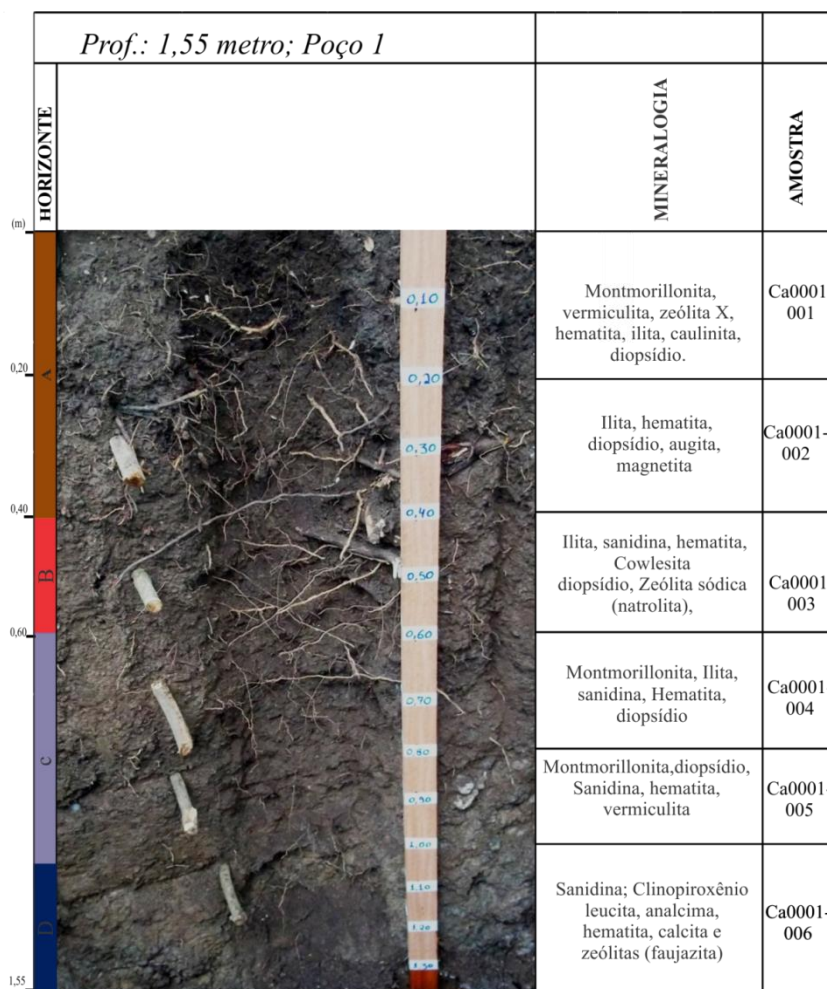 Prof.: 1,55 metro; Poço 1
HORIZONTE
MINERALOGIA
AMOSTRA
(m)
A
0,20
0,40
B
0,60
c
D
1,55
0,10
0,20
0,30
0,40
0,50
0,60
0,70
0,80
0,90
1,00
1,10
1,20
1,30
Montmorillonita,
vermiculita, zeólita X,
hematita, ilita, caulinita,
diopsídio.
Ca0001
001
Ilita, hematita,
diopsídio, augita,
magnetita
Ca0001-
002
Ilita, sanidina, hematita,
Cowlesita
diopsídio, Zeólita sódica
(natrolita),
Ca0001
003
Montmorillonita, Ilita,
sanidina, Hematita,
diopsídio
Ca0001
004
Montmorillonita,diopsídio,
Sanidina, hematita,
vermiculita
Ca0001-
005
Sanidina; Clinopiroxênio
leucita, analcima,
hematita, calcita e
zeólitas (faujazita)
Ca0001-
006